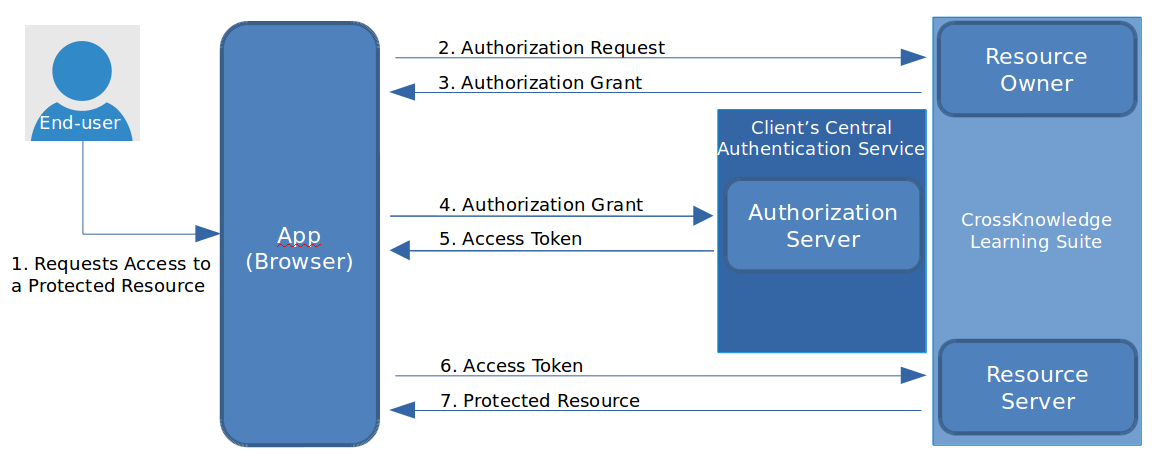 End-user
1. Requests Access to
a Protected Resource
App
(Browser)
2. Authorization Request
3. Authorization Grant
4. Authorization Grant
5. Access Token
6. Access Token
7. Protected Resource
Client’s Central
Authentication Service
Authorization
Server
Resource
Owner
CrossKnowledge
Learning Suite
Resource
Server